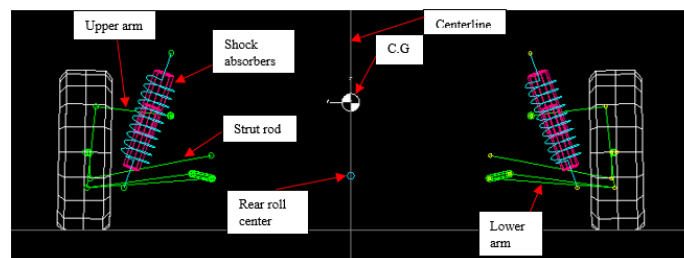 Upper arm
Shock
absorbers
Centerline
C.G
Strut rod
Rear roll
center
Lower
arm